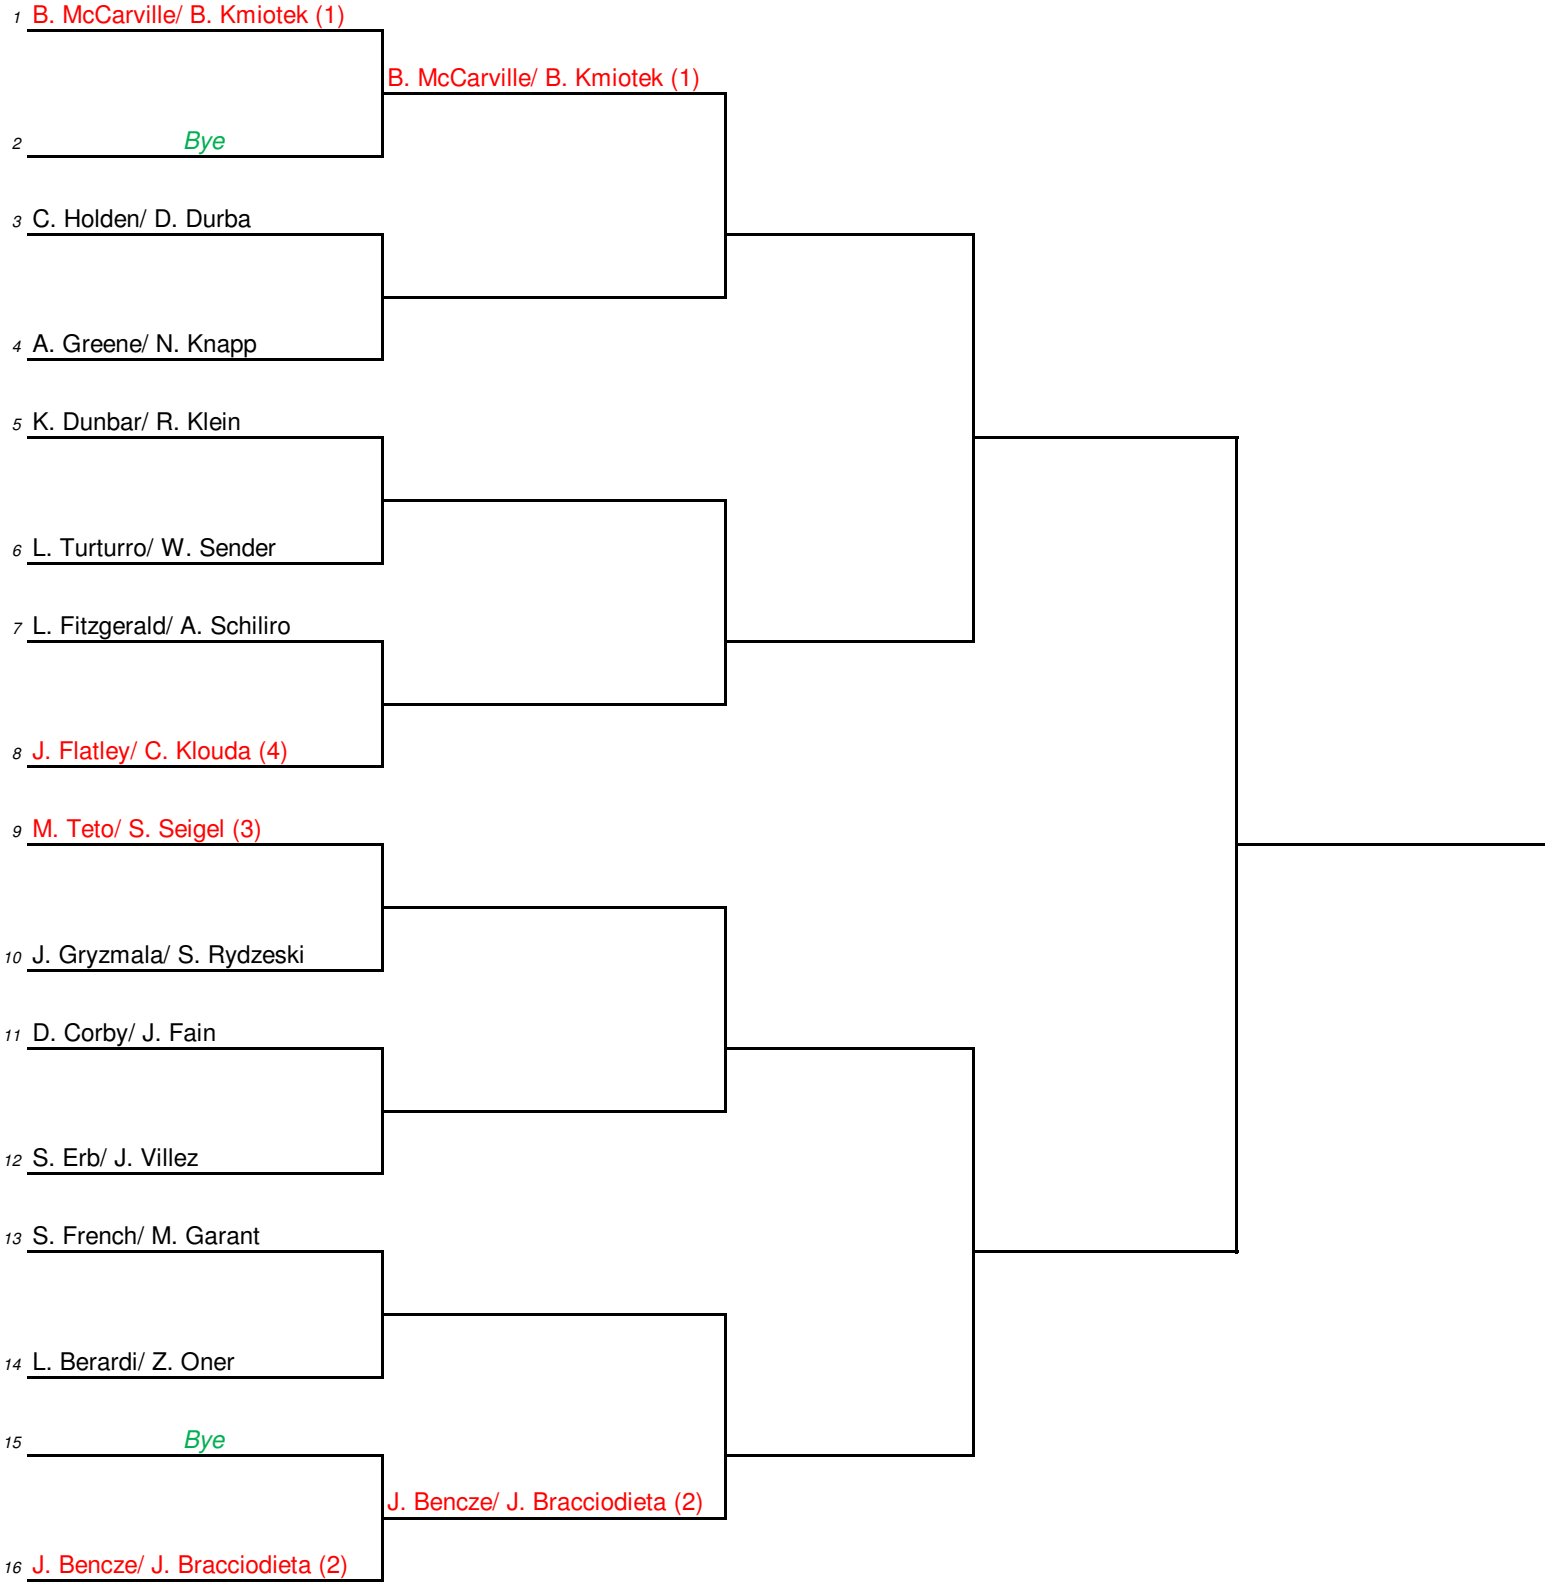 1 B. McCarville/ B. Kmiotek (1)
B. McCarville/ B. Kmiotek (1)
2 Bye
3 C. Holden/ D. Durba
4 A. Greene/ N. Knapp
5 K. Dunbar/ R. Klein
6 L. Turturro/ W. Sender
7 L. Fitzgerald/ A. Schiliro
8 J. Flatley/ C. Klouda (4)
9 M. Teto/ S. Seigel (3)
10 J. Gryzmala/ S. Rydzeski
11 D. Corby/ J. Fain
12 S. Erb/ J. Villez
13 S. French/ M. Garant
14 L. Berardi/ Z. Oner
15 Bye
J. Bencze/ J. Bracciodieta (2)
16 J. Bencze/ J. Bracciodieta (2)